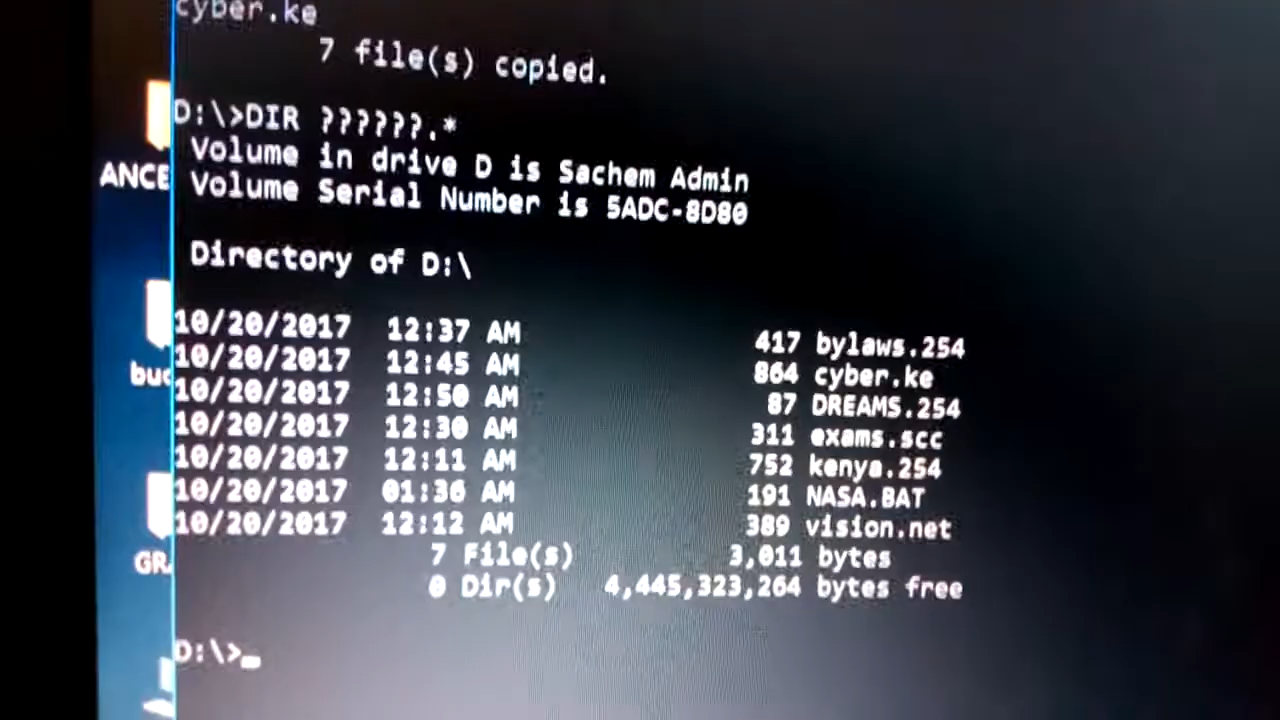 cyber.ke
7 file(s) copied.
D:\>DIR ??????.*
Volume in drive D is Sachem Admin
Volume Serial Number is 5ADC-8D80
Directory of D:\
10/20/2017 12:37 AM 417 bylaws.254
10/20/2017 12:45 AM 864 cyber.ke
10/20/2017 12:50 AM 87 DREAMS.254
10/20/2017 12:30 AM 311 exams.scc
10/20/2017 12:11 AM 752 kenya.254
10/20/2017 01:36 AM 191 NASA.BAT
10/20/2017 12:12 AM 389 vision.net
7 File(s) 3,011 bytes
0 Dir(s) 4,445,323,264 bytes free
D:\>
ANCE
buc
GR